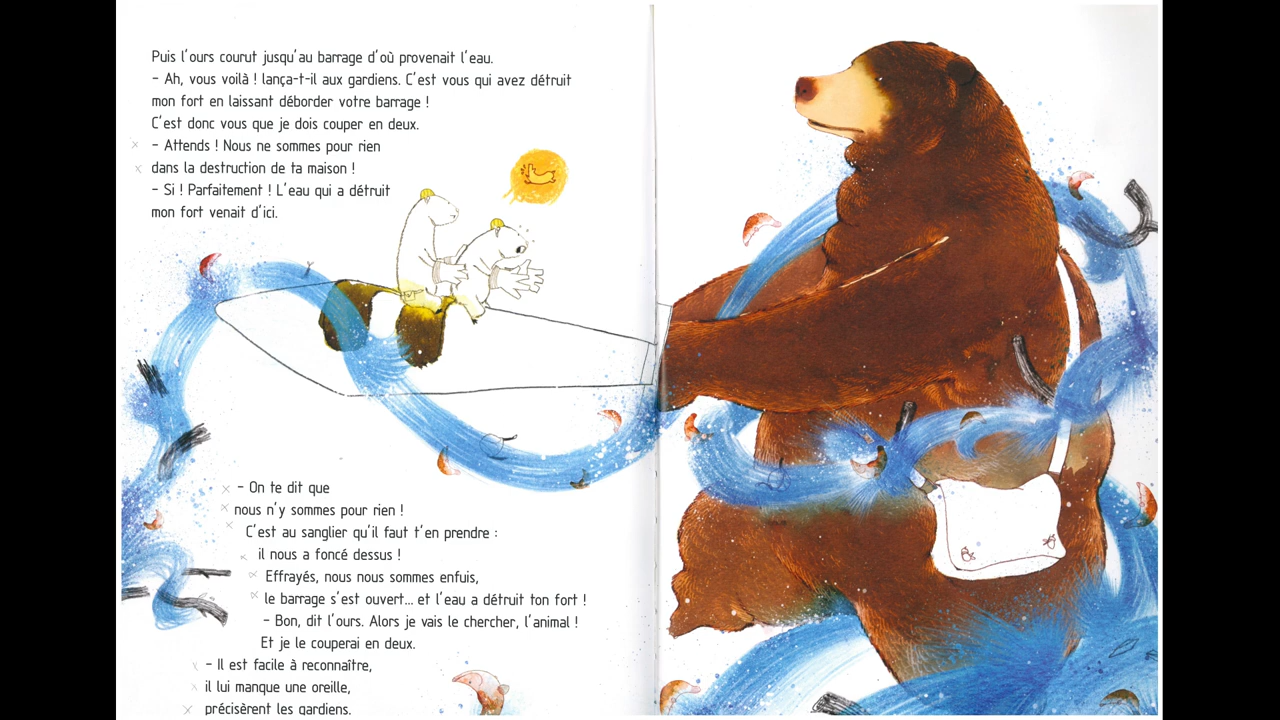 Puis l'ours courut jusqu'au barrage d'où provenait l'eau.
- Ah, vous voilà ! lança-t-il aux gardiens. C'est vous qui avez détruit
mon fort en laissant déborder votre barrage !
C'est donc vous que je dois couper en deux.
- Attends ! Nous ne sommes pour rien
dans la destruction de ta maison !
- Si ! Parfaitement ! L'eau qui a détruit
mon fort venait d'ici.
- On te dit que
nous n'y sommes pour rien !
C'est au sanglier qu'il faut t'en prendre :
il nous a foncé dessus !
Effrayés, nous nous sommes enfuis,
le barrage s'est ouvert... et l'eau a détruit ton fort !
- Bon, dit l'ours. Alors je vais le chercher, l'animal !
Et je le couperai en deux.
- Il est facile à reconnaître,
il lui manque une oreille,
précisèrent les gardiens.